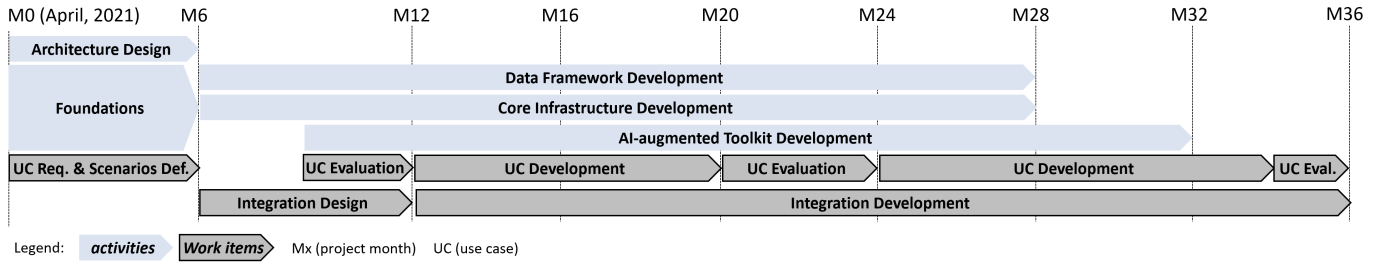 M0 (April, 2021) M6 M12 M16 M20 M24 M28 M32 M36
Architecture Design
Data Framework Development
Foundations Core Infrastructure Development
AI-augmented Toolkit Development
UC Req. & Scenarios Def. UC Evaluation UC Development UC Evaluation UC Development UC Eval.
Integration Design Integration Development
Legend: activities Work items Mx (project month) UC (use case)